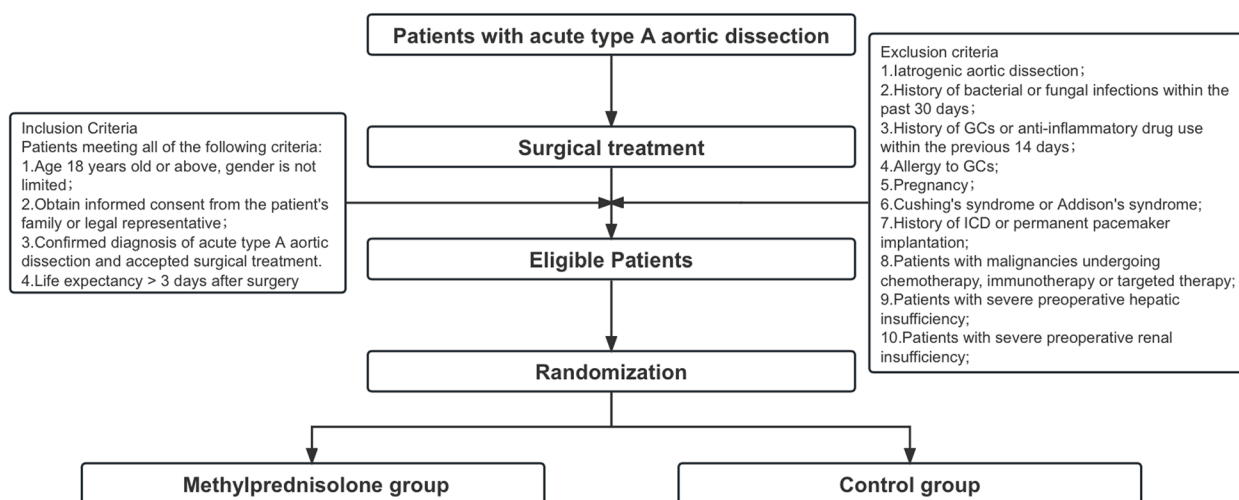 Patients with acute type A aortic dissection
Exclusion criteria
1.Iatrogenic aortic dissection;
2.History of bacterial or fungal infections within the
past 30 days;
3.History of GCs or anti-inflammatory drug use
within the previous 14 days;
4.Allergy to GCs;
5.Pregnancy;
6.Cushing's syndrome or Addison's syndrome;
7.History of ICD or permanent pacemaker
implantation;
8.Patients with malignancies undergoing
chemotherapy, immunotherapy or targeted therapy;
9.Patients with severe preoperative hepatic
insufficiency;
10.Patients with severe preoperative renal
insufficiency;
Inclusion Criteria
Patients meeting all of the following criteria:
1.Age 18 years old or above, gender is not
limited;
2.Obtain informed consent from the patient's
family or legal representative;
3.Confirmed diagnosis of acute type A aortic
dissection and accepted surgical treatment.
4.Life expectancy > 3 days after surgery
Surgical treatment
Eligible Patients
Randomization
Methylprednisolone group
Control group